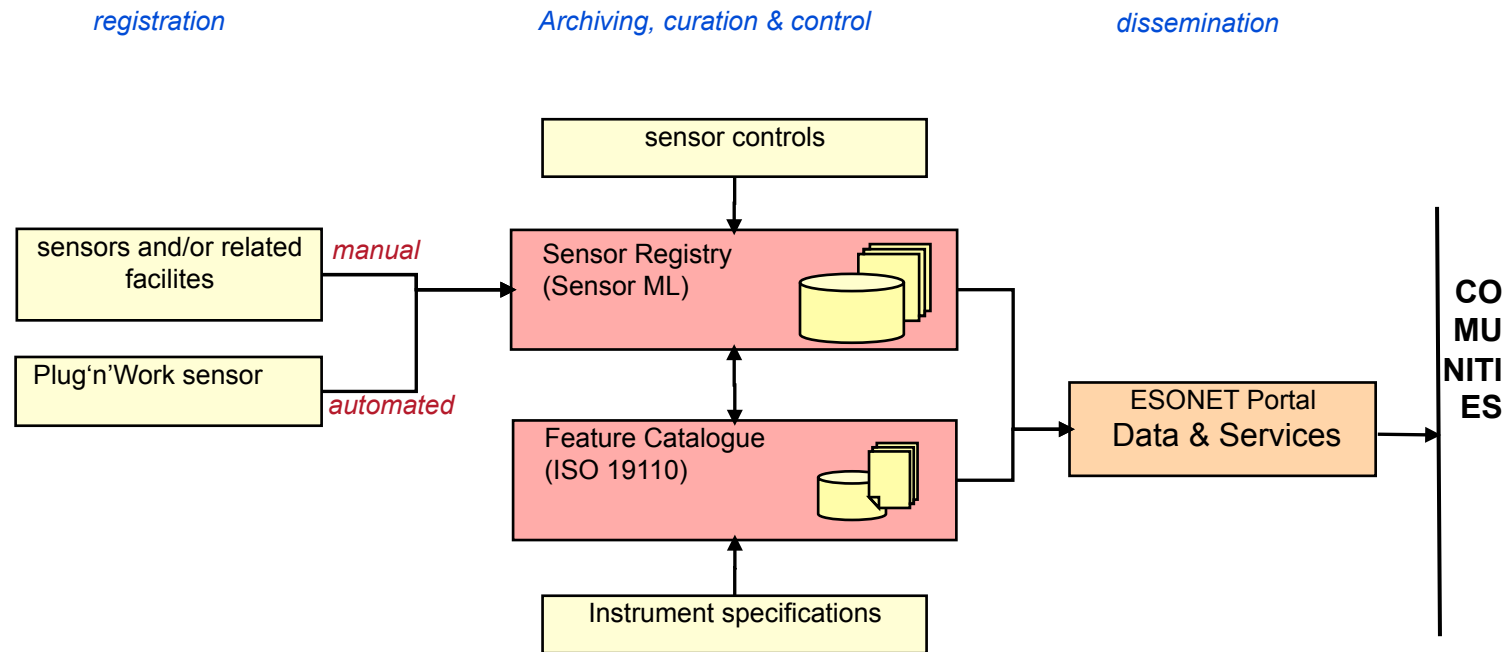 registration
Archiving, curation & control
dissemination
sensor controls
sensors and/or related
facilites
manual
Plug‘n’Work sensor
automated
Sensor Registry
(Sensor ML)
Feature Catalogue
(ISO 19110)
Instrument specifications
ESONET Portal
Data & Services
CO
MU
NITI
ES